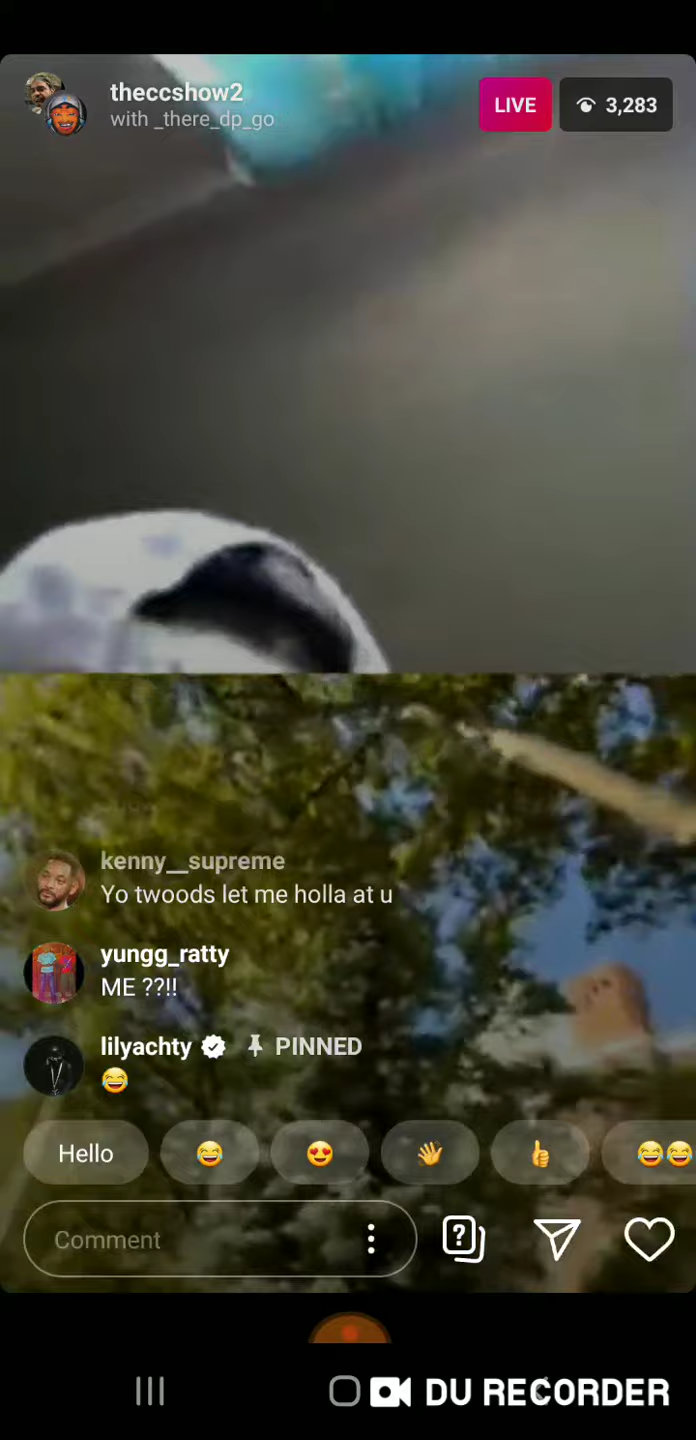 theccshow2
with _there_dp_go
LIVE
3,283
kenny__supreme
Yo twoods let me holla at u
yungg_ratty
ME ??!!
lilyachty PINNED
😂
Hello 😂 😍 👋 👍 😂😂
Comment
DU RECORDER